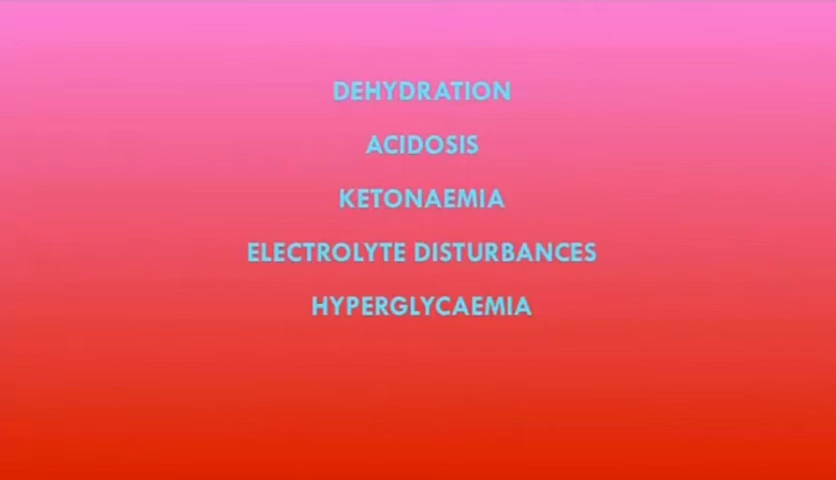 DEHYDRATION
ACIDOSIS
KETONAEMIA
ELECTROLYTE DISTURBANCES
HYPERGLYCAEMIA